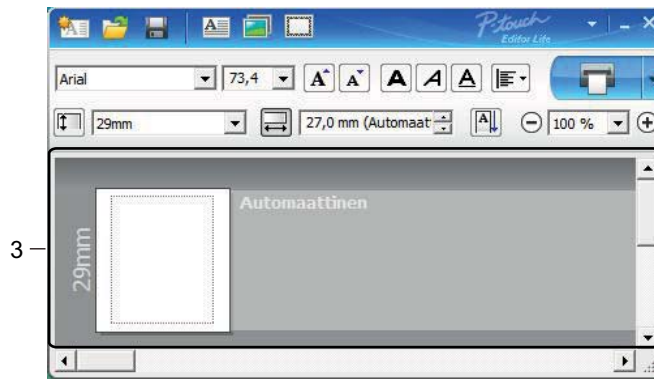 P-touch
Editor Lite
Arial 73,4 A A A A A
29mm 27,0 mm (Automaat A 100 %
Automaattinen
3
29mm